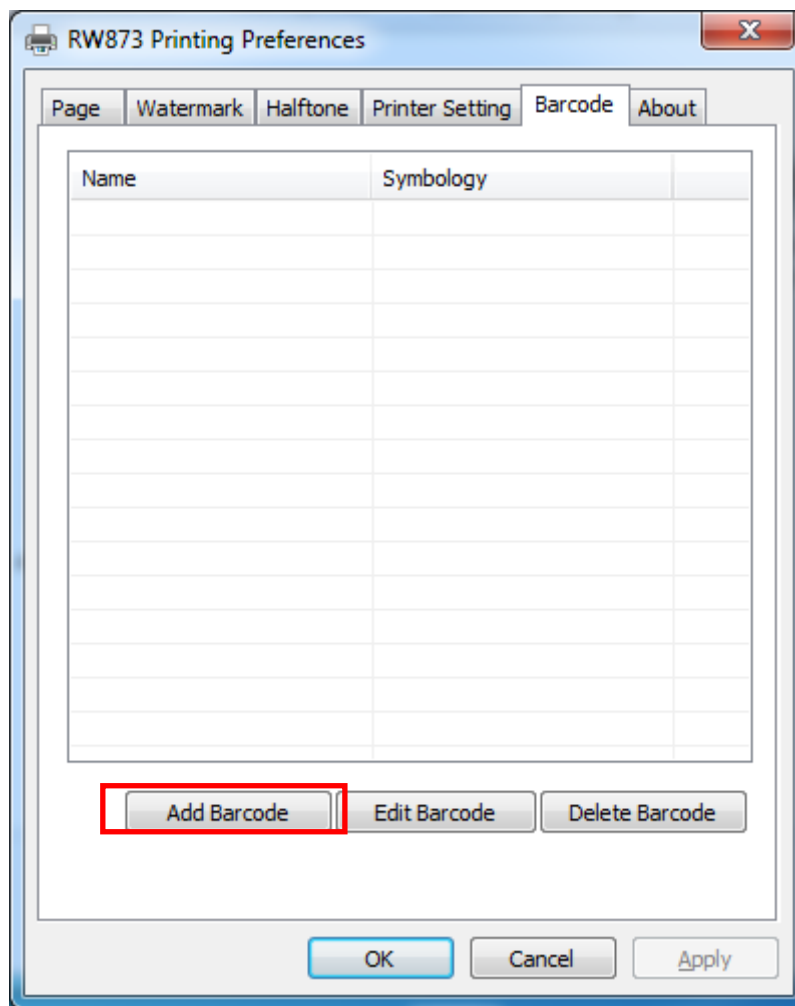 RW873 Printing Preferences
Page Watermark Halftone Printer Setting Barcode About
Name Symbology
Add Barcode Edit Barcode Delete Barcode
OK Cancel Apply